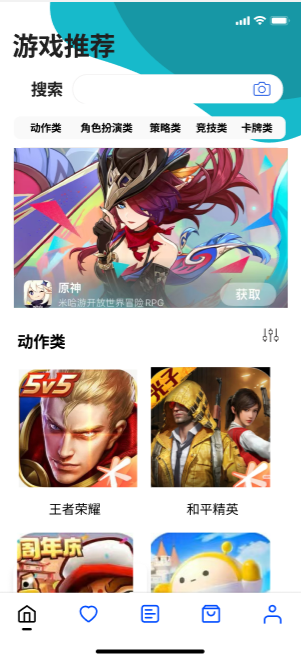 游戏推荐
搜索
动作类 角色扮演类 策略类 竞技类 卡牌类
原神
米哈游开放世界冒险RPG
获取
动作类
5v5
光子
王者荣耀
和平精英
周年庆